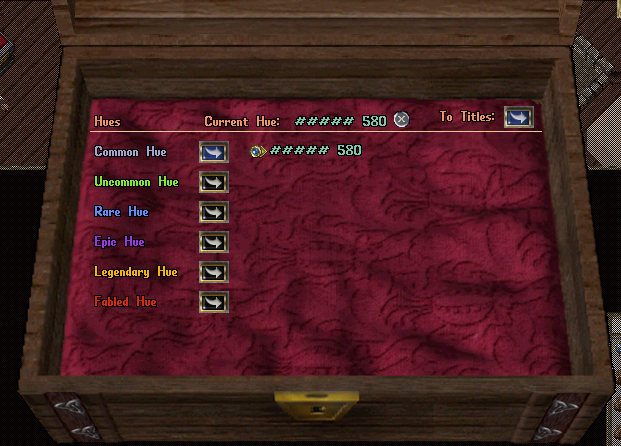 Hues Current Hue: ##### 580 To Titles:
Common Hue ##### 580
Uncommon Hue
Rare Hue
Epic Hue
Legendary Hue
Fabled Hue